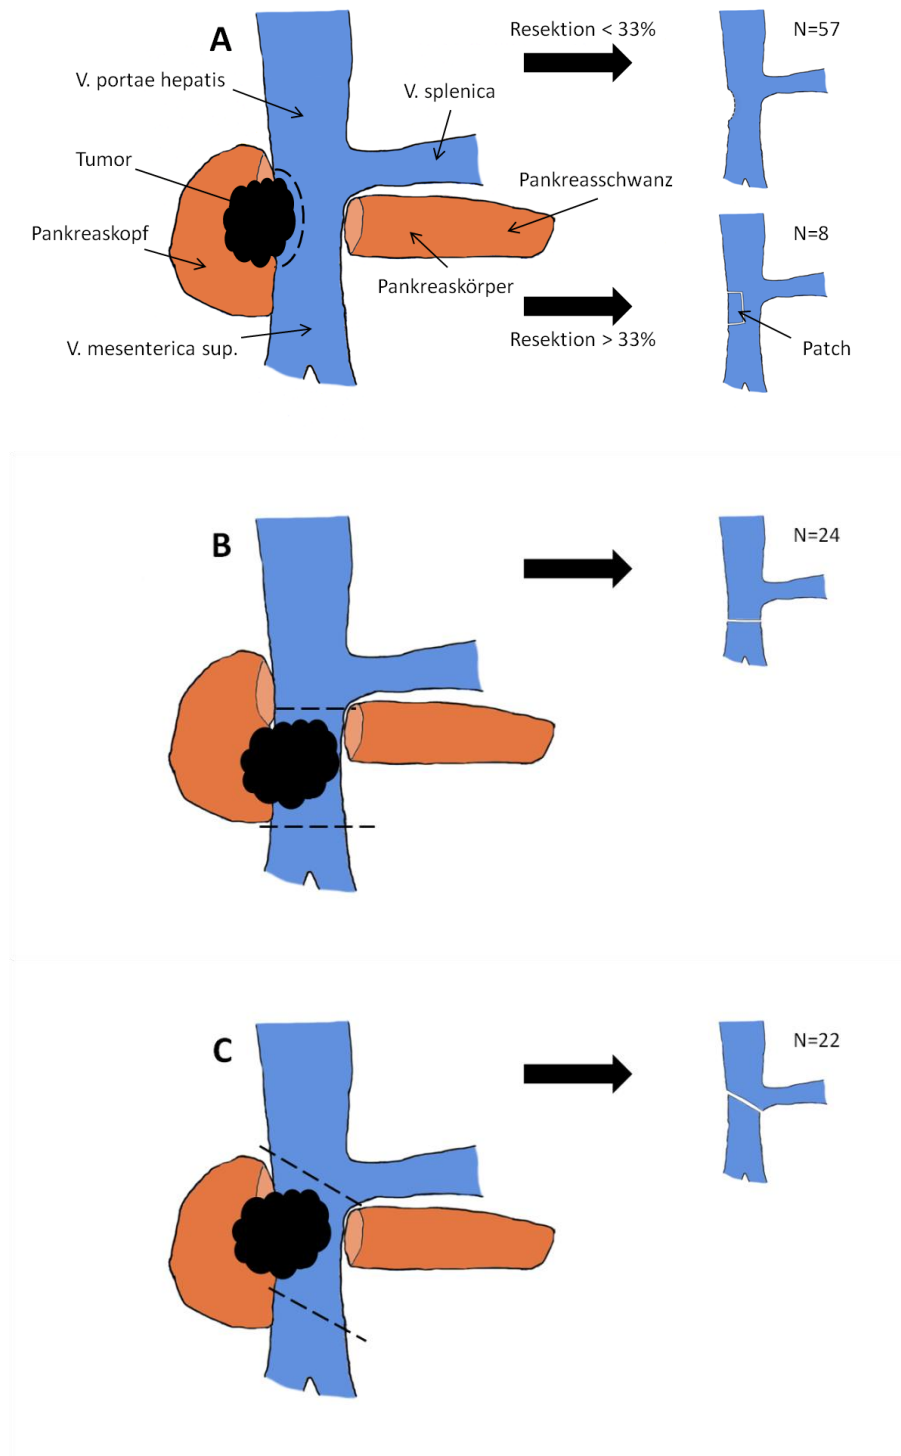 A
Resektion < 33%
N=57
V. portae hepatis
V. splenica
Tumor
Pankreasschwanz
Pankreaskopf
N=8
Pankreaskörper
Resektion > 33%
V. mesenterica sup.
Patch
B
N=24
C
N=22